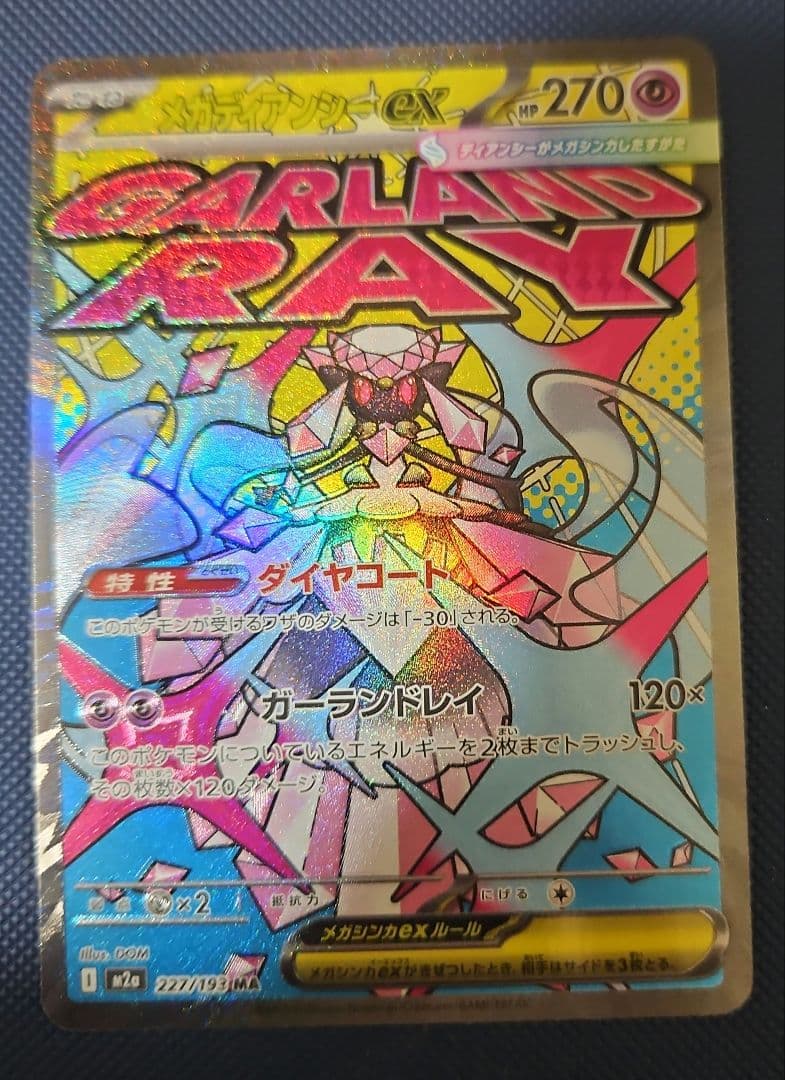 メガディアンシーex HP270
ディアンシーがメガシンカしたすがた
GARLAND
RAY
特性 ダイヤコート
このポケモンが受けるワザのダメージは「-30」される。
ガーランドレイ 120×
このポケモンについているエネルギーを2枚までトラッシュし、
その枚数×120ダメージ。
×2 抵抗力 にげる
メガシンカexルール
メガシンカexがきぜつしたとき、相手はサイドを3枚とる。
Illus. DOM
I M2a 227/193 MA